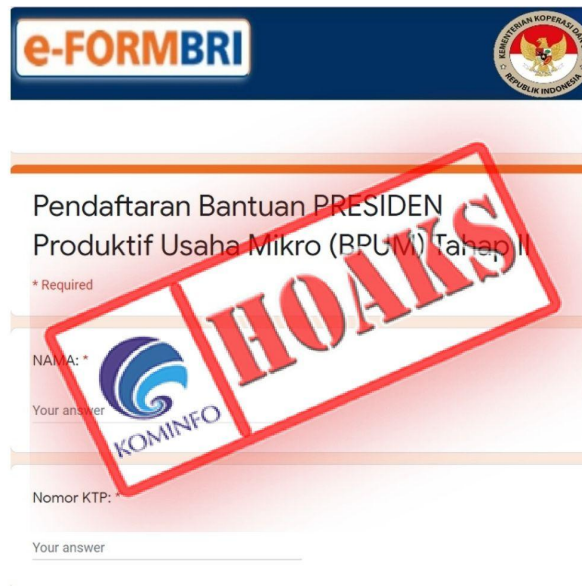 e-FORMBRI
KEMENTERIAN KOPERASI DAN
REPUBLIK INDONESIA
Pendaftaran Bantuan PRESIDEN
Produktif Usaha Mikro (BPUM) Tahap II
* Required
HOAKS
NAMA: *
Your answer
KOMINFO
Nomor KTP: *
Your answer